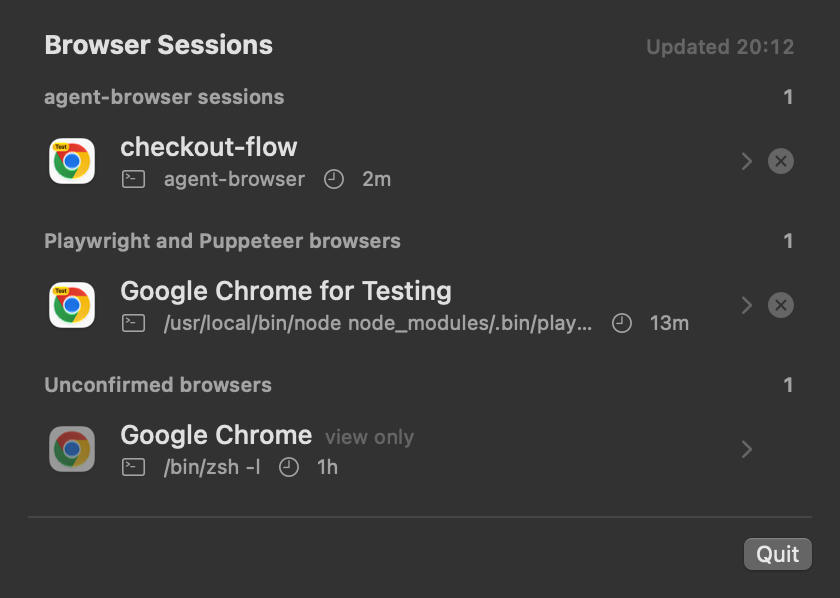 Browser Sessions Updated 20:12
agent-browser sessions 1
Test
checkout-flow
agent-browser 2m
Playwright and Puppeteer browsers 1
Test
Google Chrome for Testing
/usr/local/bin/node node_modules/.bin/play... 13m
Unconfirmed browsers 1
Google Chrome view only
/bin/zsh -l 1h
Quit